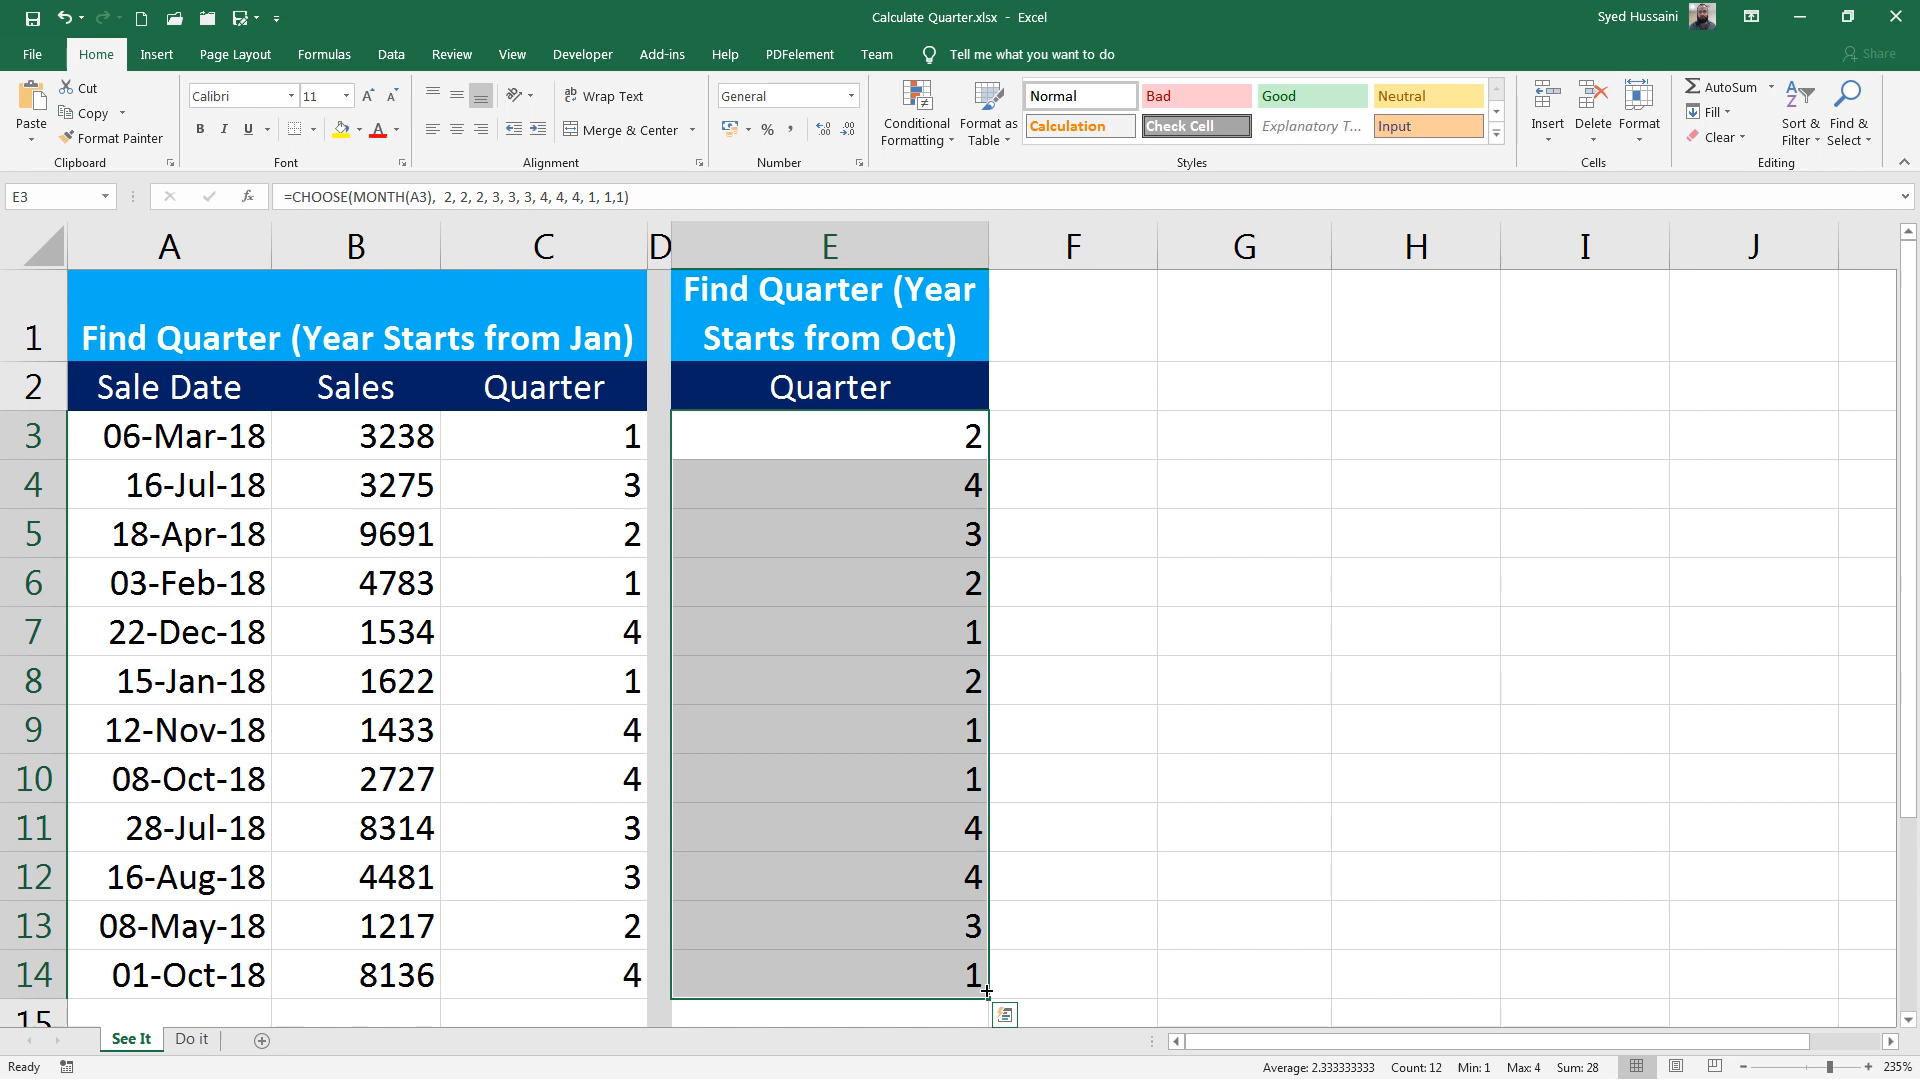 Calculate Quarter.xlsx - Excel
Syed Hussaini
File Home Insert Page Layout Formulas Data Review View Developer Add-ins Help PDFelement Team Tell me what you want to do Share
Paste
Cut
Copy
Format Painter
Clipboard
Calibri 11
B I U
Font
Wrap Text
Merge & Center
Alignment
General
Number
Conditional Formatting
Format as Table
Normal Bad Good Neutral
Calculation Check Cell Explanatory T... Input
Styles
Insert Delete Format
Cells
AutoSum
Fill
Clear
Sort & Filter
Find & Select
Editing
E3 fx =CHOOSE(MONTH(A3), 2, 2, 2, 3, 3, 3, 4, 4, 4, 1, 1,1)
A B C D E F G H I J
1 Find Quarter (Year Starts from Jan) Find Quarter (Year Starts from Oct)
2 Sale Date Sales Quarter Quarter
3 06-Mar-18 3238 1 2
4 16-Jul-18 3275 3 4
5 18-Apr-18 9691 2 3
6 03-Feb-18 4783 1 2
7 22-Dec-18 1534 4 1
8 15-Jan-18 1622 1 2
9 12-Nov-18 1433 4 1
10 08-Oct-18 2727 4 1
11 28-Jul-18 8314 3 4
12 16-Aug-18 4481 3 4
13 08-May-18 1217 2 3
14 01-Oct-18 8136 4 1
15
See It Do it
Ready Average: 2.333333333 Count: 12 Min: 1 Max: 4 Sum: 28 235%